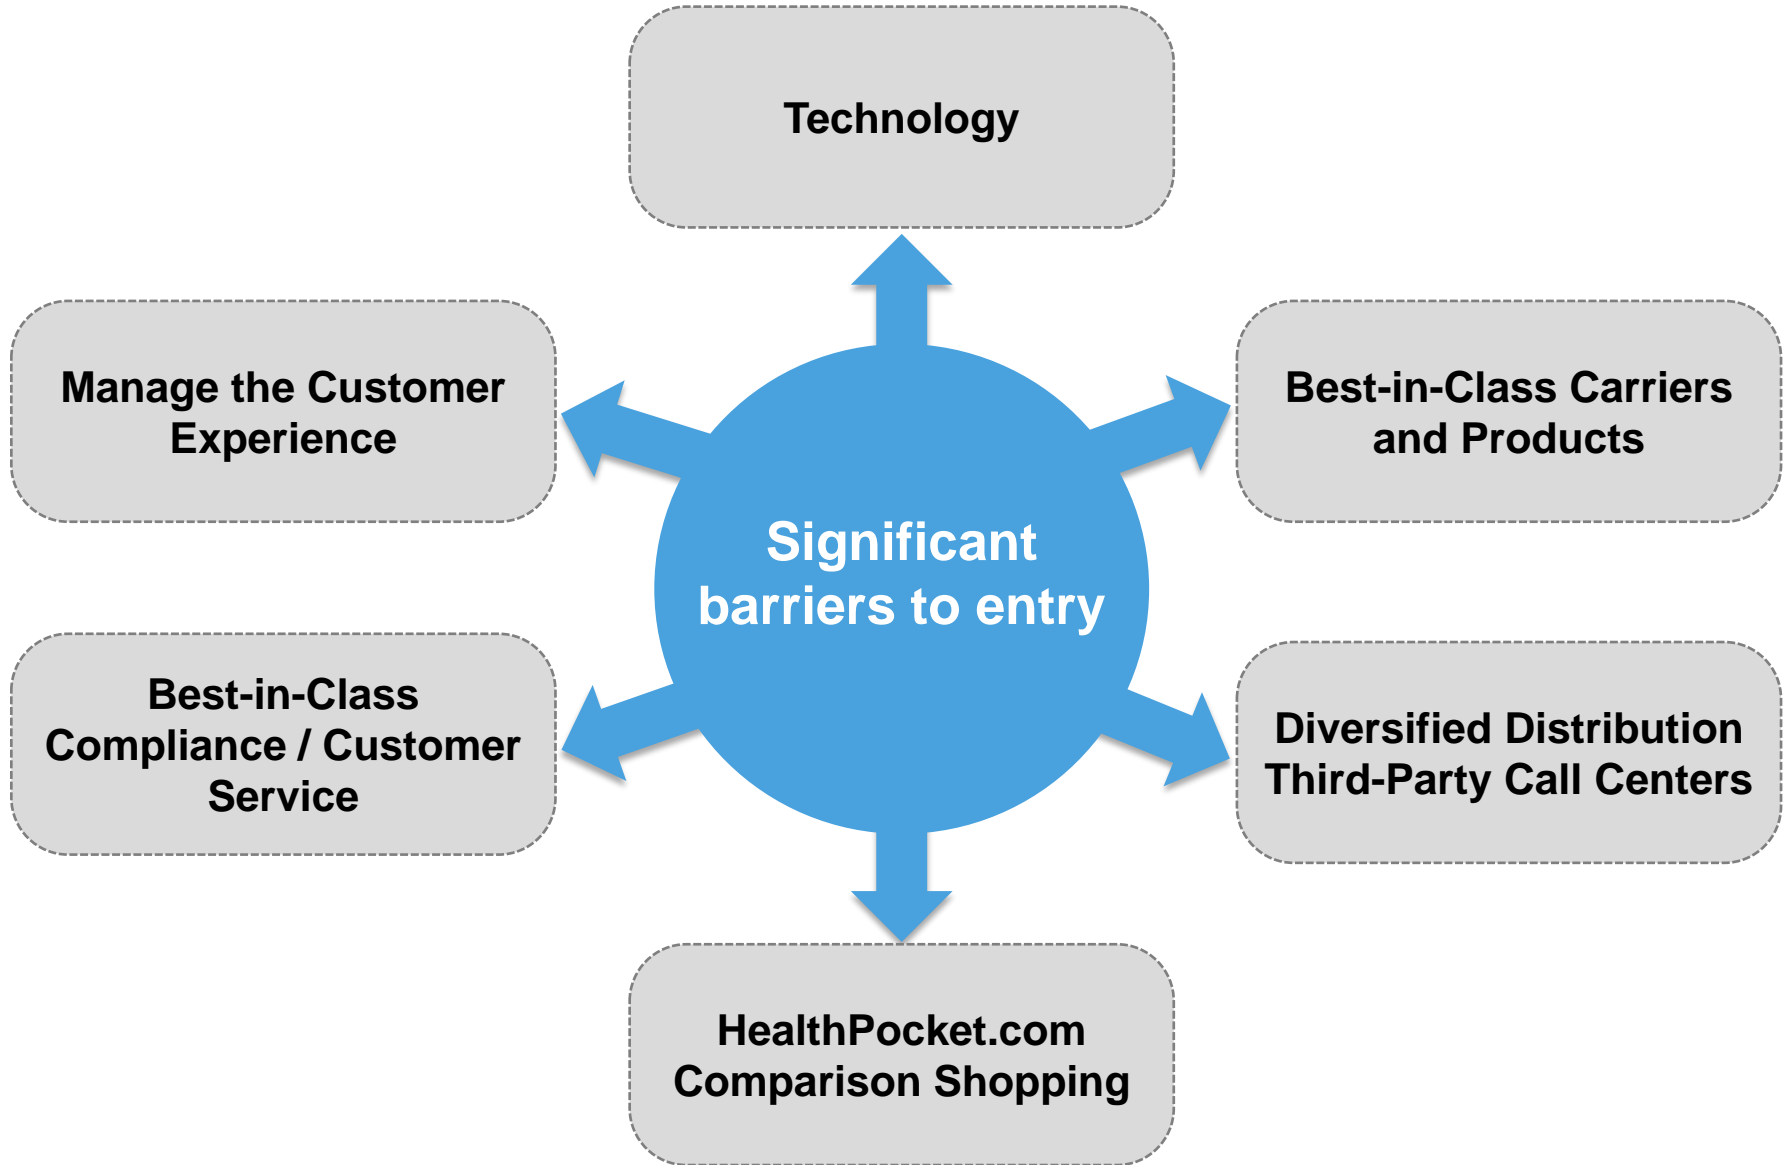 Technology
Manage the Customer
Experience
Best-in-Class Carriers
and Products
Significant
barriers to entry
Best-in-Class
Compliance / Customer
Service
Diversified Distribution
Third-Party Call Centers
HealthPocket.com
Comparison Shopping